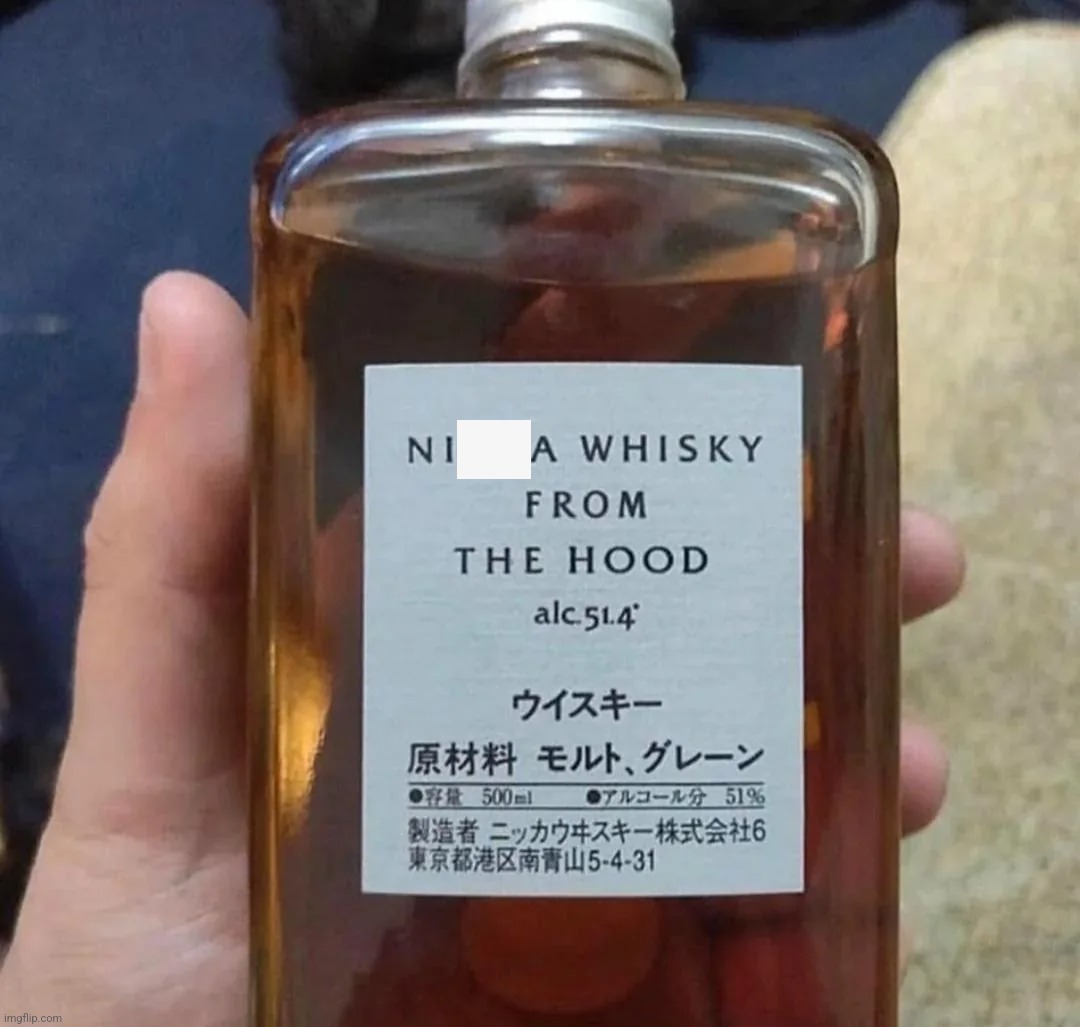 NI A WHISKY
FROM
THE HOOD
alc.51.4°
ウイスキー
原材料 モルト、グレーン
●容量 500ml ●アルコール分 51%
製造者 ニッカウヰスキー株式会社6
東京都港区南青山5-4-31
imgflip.com